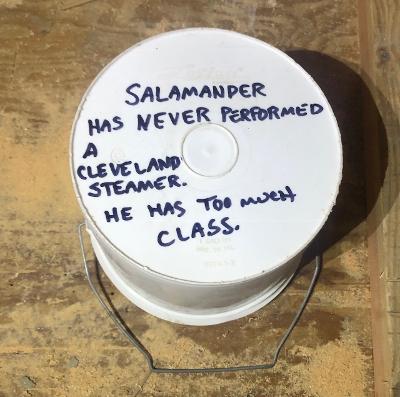 SALAMANDER
HAS NEVER PERFORMED
A
CLEVELAND
STEAMER.
HE HAS TOO MUCH
CLASS.